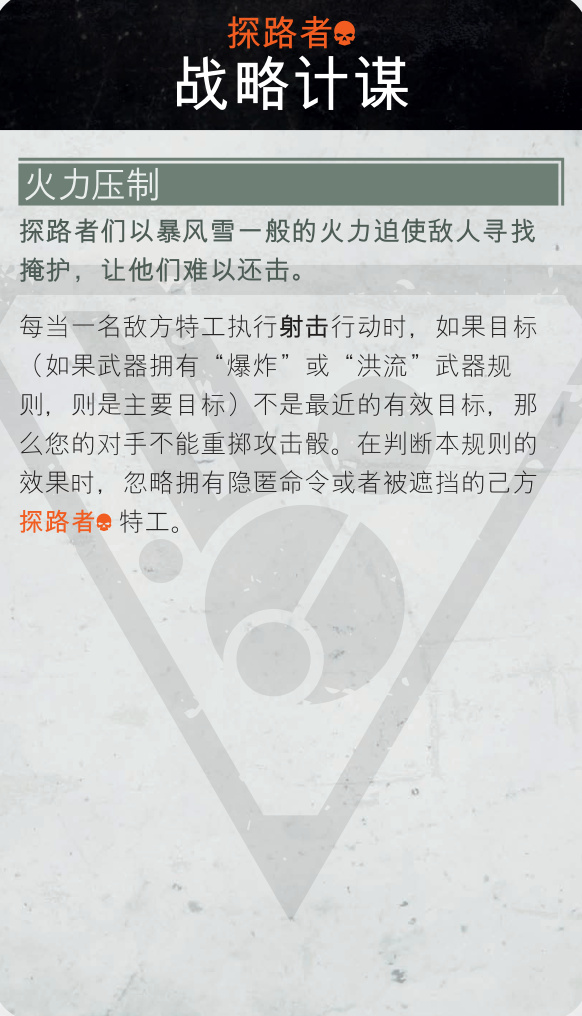 探路者
战略计谋
火力压制
探路者们以暴风雪一般的火力迫使敌人寻找
掩护，让他们难以还击。
每当一名敌方特工执行射击行动时，如果目标
（如果武器拥有“爆炸”或“洪流”武器规
则，则是主要目标）不是最近的有效目标，那
么您的对手不能重掷攻击骰。在判断本规则的
效果时，忽略拥有隐匿命令或者被遮挡的己方
探路者 特工。